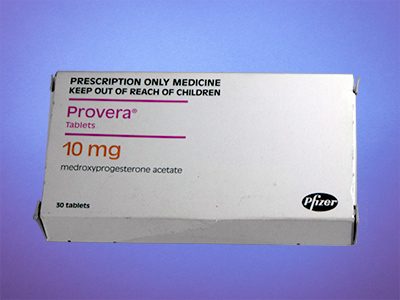 PRESCRIPTION ONLY MEDICINE
KEEP OUT OF REACH OF CHILDREN
Provera®
Tablets
10 mg
medroxyprogesterone acetate
30 tablets
Pfizer